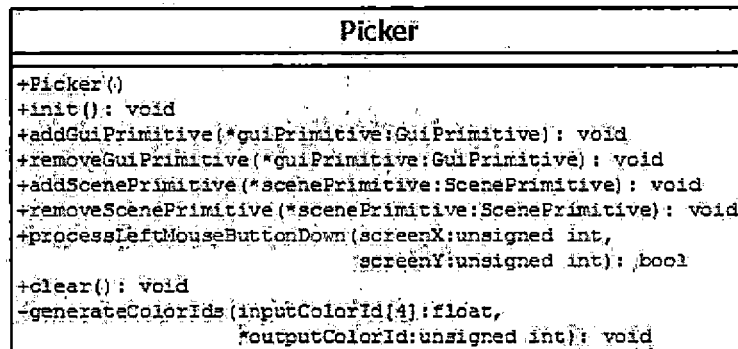 Picker
+Picker()
+init(): void
+addGuiPrimitive(*guiPrimitive:GuiPrimitive): void
+removeGuiPrimitive(*guiPrimitive:GuiPrimitive): void
+addScenePrimitive(*scenePrimitive:ScenePrimitive): void
+removeScenePrimitive(*scenePrimitive:ScenePrimitive): void
+processLeftMouseButtonDown(screenX:unsigned int,
screenY:unsigned int): bool
+clear(): void
-generateColorIds(inputColorId[4]:float,
*outputColorId:unsigned int): void